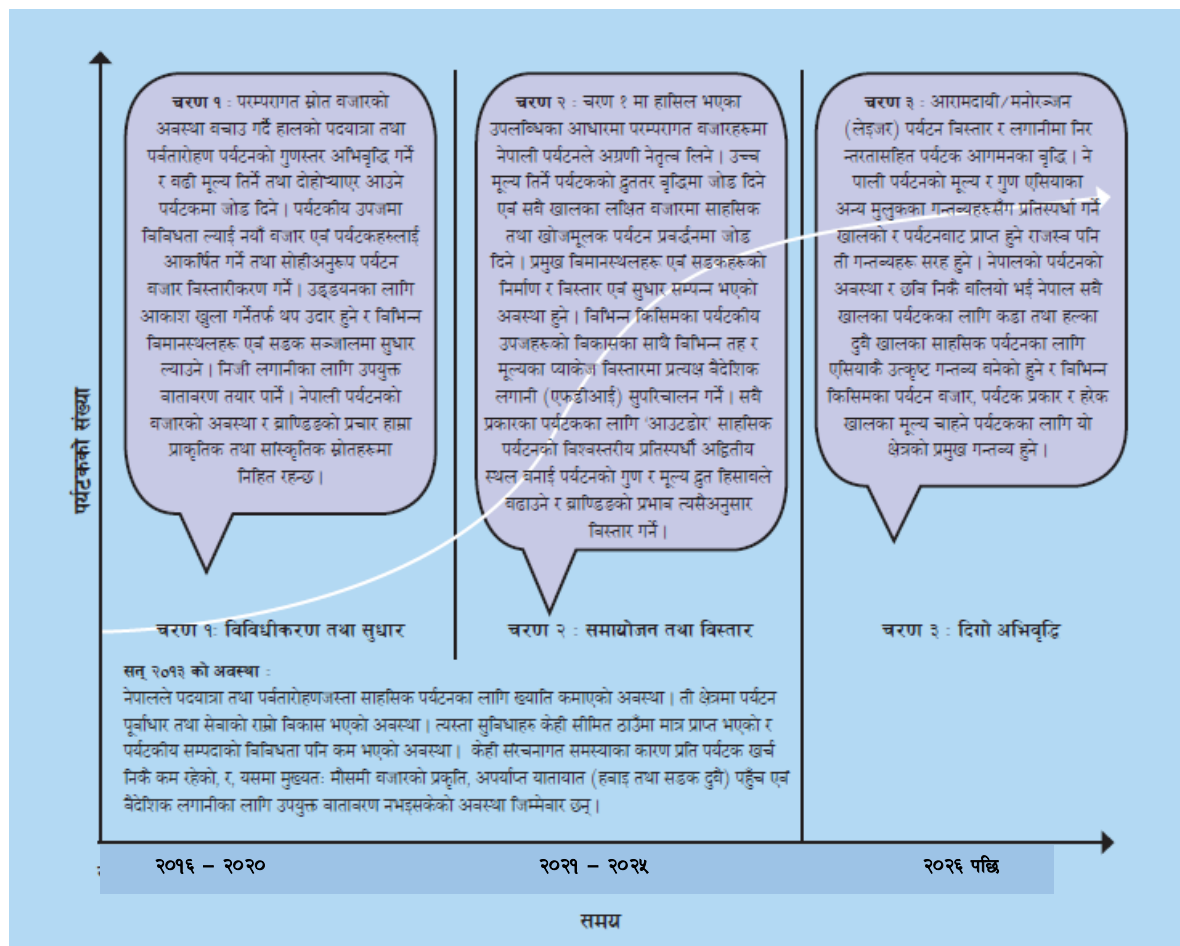 चरण १ : परम्परागत स्रोत बजारको
अवस्था बचाउ गर्दै हालको पदयात्रा तथा
पर्वतारोहण पर्यटनको गुणस्तर अभिबृद्धि गर्ने
र बढी मूल्य तिर्ने तथा दोहोऱ्याएर आउने
पर्यटकमा जोड दिने । पर्यटकीय उपजमा
विविधता ल्याई नयाँ बजार एवं पर्यटकहरुलाई
आकर्षित गर्ने तथा सोहीअनुरूप पर्यटन
बजार विस्तारीकरण गर्ने । उड्डयनका लागि
आकाश खुला गर्नेतर्फ थप उदार हुने र विभिन्न
विमानस्थलहरू एवं सडक सञ्जालमा सुधार
ल्याउने । निजी लगानीका लागि उपयुक्त
वातावरण तयार पार्ने । नेपाली पर्यटनको
बजारको अवस्था र ब्राण्डिङको प्रचार हाम्रा
प्राकृतिक तथा सांस्कृतिक स्रोतहरूमा
निहित रहन्छ ।
चरण २ : चरण १ मा हासिल भएका
उपलब्धिका आधारमा परम्परागत बजारहरूमा
नेपाली पर्यटनले अग्रणी नेतृत्व लिने । उच्च
मूल्य तिर्ने पर्यटकको द्रुततर बृद्धिमा जोड दिने
एवं सबै खालका लक्षित बजारमा साहसिक
तथा खोजमूलक पर्यटन प्रवर्द्धनमा जोड
दिने । प्रमुख विमानस्थलहरू एवं सडकहरूको
निर्माण र विस्तार एवं सुधार सम्पन्न भएको
अवस्था हुने । विभिन्न किसिमका पर्यटकीय
उपजहरूको विकासका साथै विभिन्न तह र
मूल्यका प्याकेज विस्तारमा प्रत्यक्ष वैदेशिक
लगानी (एफडीआई) सुपरिचालन गर्ने । सबै
प्रकारका पर्यटकका लागि ‘आउटडोर’ साहसिक
पर्यटनको विश्वस्तरीय प्रतिस्पर्धी अद्वितीय
स्थल बनाई पर्यटनको गुण र मूल्य द्रुत हिसाबले
बढाउने र ब्राण्डिङको प्रभाव त्यसैअनुसार
विस्तार गर्ने ।
चरण ३ : आरामदायी/मनोरञ्जन
(लेइजर) पर्यटन विस्तार र लगानीमा निर
न्तरतासहित पर्यटक आगमनका बृद्धि । ने
पाली पर्यटनको मूल्य र गुण एसियाका
अन्य मुलुकका गन्तब्यहरूसँग प्रतिस्पर्धा गर्ने
खालको र पर्यटनबाट प्राप्त हुने राजस्व पनि
ती गन्तब्यहरू सरह हुने । नेपालको पर्यटनको
अवस्था र छवि निकै बलियो भई नेपाल सबै
खालका पर्यटकका लागि कडा तथा हल्का
दुवै खालका साहसिक पर्यटनका लागि
एसियाकै उत्कृष्ट गन्तब्य बनेको हुने र विभिन्न
किसिमका पर्यटन बजार, पर्यटक प्रकार र हरेक
खालका मूल्य चाहने पर्यटकका लागि यो
क्षेत्रको प्रमुख गन्तब्य हुने ।
पर्यटकको संख्या
चरण १: विविधीकरण तथा सुधार
चरण २ : समायोजन तथा विस्तार
चरण ३ : दिगो अभिवृद्धि
सन् २०१३ को अवस्था :
नेपालले पदयात्रा तथा पर्वतारोहणजस्ता साहसिक पर्यटनका लागि ख्याति कमाएको अवस्था । ती क्षेत्रमा पर्यटन
पूर्वाधार तथा सेवाको राम्रो विकास भएको अवस्था । त्यस्ता सुविधाहरु केही सीमित ठाउँमा मात्र प्राप्त भएको र
पर्यटकीय सम्पदाको विविधता पनि कम भएको अवस्था । केही संरचनागत समस्याका कारण प्रति पर्यटक खर्च
निकै कम रहेको, र, यसमा मुख्यतः मौसमी बजारको प्रकृति, अपर्याप्त यातायात (हवाइ तथा सडक दुवै) पहुँच एवं
वैदेशिक लगानीका लागि उपयुक्त वातावरण नभइसकेको अवस्था जिम्मेबार छन् ।
२०१६ – २०२०
२०२१ – २०२५
२०२६ पछि
समय